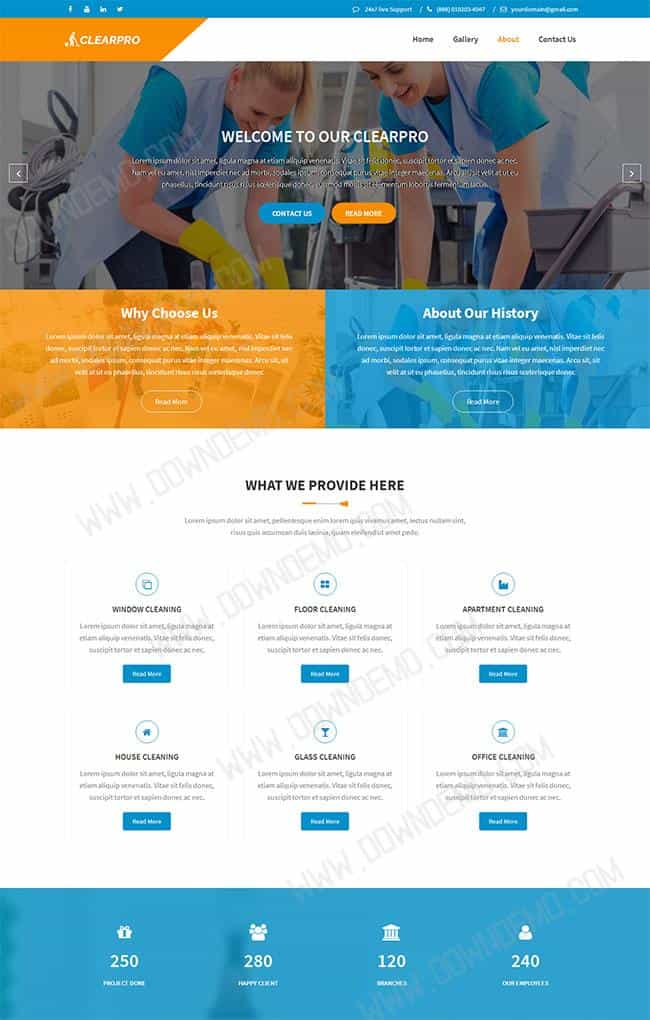 24x7 live Support / (888) 010203-4047 / yourdomain@gmail.com
CLEARPRO
Home Gallery About Contact Us
WELCOME TO OUR CLEARPRO
Lorem ipsum dolor sit amet, ligula magna at etiam aliquip venenatis. Vitae sit felis donec, suscipit tortor et sapien donec ac nec.
Nam vel eu amet, nisl imperdiet nec ad morbi, sodales ipsum, consequat purus vitae integer maecenas. Arcu sit, velit at eu
phasellus, tincidunt risus risus scelerisque donec, euismod mollis sit elementum lobortis fermentum lacus.
CONTACT US READ MORE
Why Choose Us
Lorem ipsum dolor sit amet, ligula magna at etiam aliquip venenatis. Vitae sit felis
donec, suscipit tortor et sapien donec ac nec. Nam vel eu amet, nisl imperdiet nec
ad morbi, sodales ipsum, consequat purus vitae integer maecenas. Arcu sit, sit
velit at eu phasellus, tincidunt risus risus scelerisque donec.
Read More
About Our History
Lorem ipsum dolor sit amet, ligula magna at etiam aliquip venenatis. Vitae sit felis
donec, suscipit tortor et sapien donec ac nec. Nam vel eu amet, nisl imperdiet nec
ad morbi, sodales ipsum, consequat purus vitae integer maecenas. Arcu sit, sit
velit at eu phasellus, tincidunt risus risus scelerisque donec.
Read More
WHAT WE PROVIDE HERE
Lorem ipsum dolor sit amet, pellentesque enim lorem quis vivamus amet, lectus nullam sint,
risus quis accumsan duis lacinia, quam eleifend ut amet pede.
WINDOW CLEANING
Lorem ipsum dolor sit amet, ligula magna at
etiam aliquip venenatis. Vitae sit felis donec,
suscipit tortor et sapien donec ac nec.
Read More
FLOOR CLEANING
Lorem ipsum dolor sit amet, ligula magna at
etiam aliquip venenatis. Vitae sit felis donec,
suscipit tortor et sapien donec ac nec.
Read More
APARTMENT CLEANING
Lorem ipsum dolor sit amet, ligula magna at
etiam aliquip venenatis. Vitae sit felis donec,
suscipit tortor et sapien donec ac nec.
Read More
HOUSE CLEANING
Lorem ipsum dolor sit amet, ligula magna at
etiam aliquip venenatis. Vitae sit felis donec,
suscipit tortor et sapien donec ac nec.
Read More
GLASS CLEANING
Lorem ipsum dolor sit amet, ligula magna at
etiam aliquip venenatis. Vitae sit felis donec,
suscipit tortor et sapien donec ac nec.
Read More
OFFICE CLEANING
Lorem ipsum dolor sit amet, ligula magna at
etiam aliquip venenatis. Vitae sit felis donec,
suscipit tortor et sapien donec ac nec.
Read More
250 280 120 240
PROJECT DONE HAPPY CLIENT BRANCHES OUR EMPLOYEES
WWW.DOWNDEMO.COM
WWW.DOWNDEMO.COM
WWW.DOWNDEMO.COM
WWW.DOWNDEMO.COM
WWW.DOWNDEMO.COM
WWW.DOWNDEMO.COM